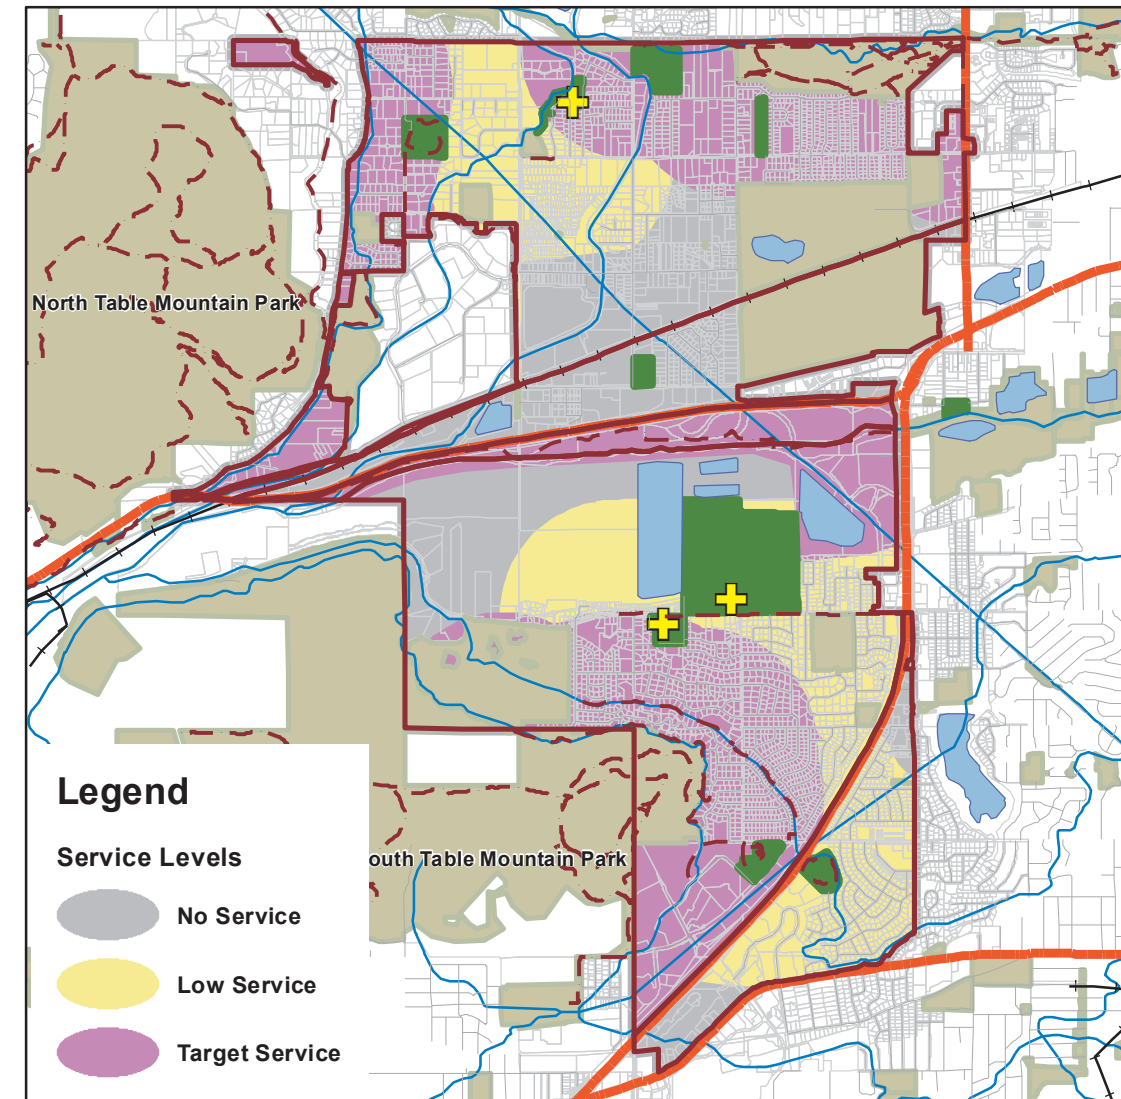 North Table Mountain Park
Legend
Service Levels
outh Table Mountain Park
No Service
Low Service
Target Service